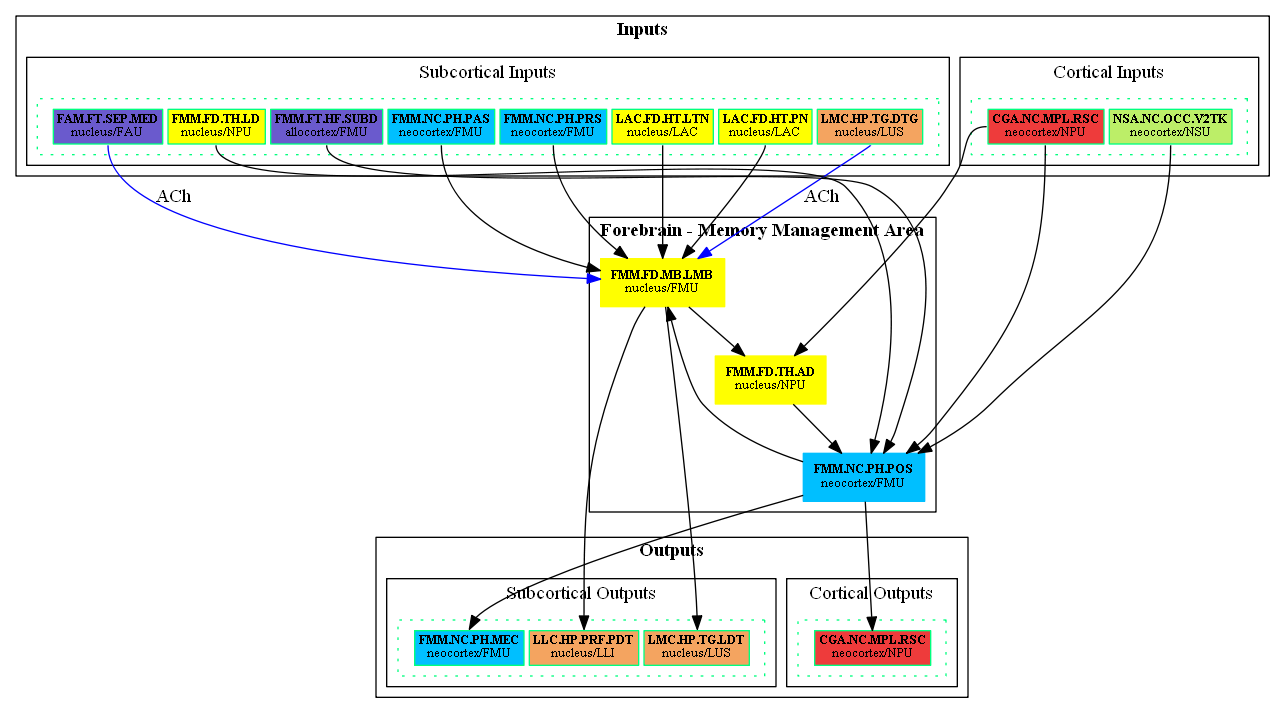 Inputs
Subcortical Inputs
Cortical Inputs
FAM.FT.SEP.MED
nucleus/FAU
FMM.FD.TH.LD
nucleus/NPU
FMM.FT.HF.SUBD
allocortex/FMU
FMM.NC.PH.PAS
neocortex/FMU
FMM.NC.PH.PRS
neocortex/FMU
LAC.FD.HT.LTN
nucleus/LAC
LAC.FD.HT.PN
nucleus/LAC
LMC.HP.TG.DTG
nucleus/LUS
CGA.NC.MPL.RSC
neocortex/NPU
NSA.NC.OCC.V2TK
neocortex/NSU
ACh
ACh
Forebrain - Memory Management Area
FMM.FD.MB.LMB
nucleus/FMU
FMM.FD.TH.AD
nucleus/NPU
FMM.NC.PH.POS
neocortex/FMU
Outputs
Subcortical Outputs
Cortical Outputs
FMM.NC.PH.MEC
neocortex/FMU
LLC.HP.PRF.PDT
nucleus/LLI
LMC.HP.TG.LDT
nucleus/LUS
CGA.NC.MPL.RSC
neocortex/NPU